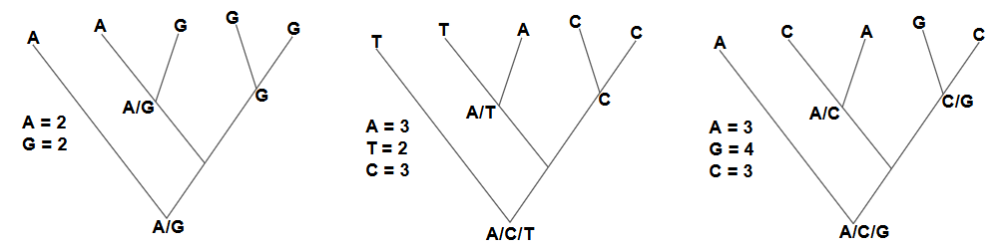 A A G G G
A/G G
A = 2
G = 2
A/G
T T A C C
A/T C
A = 3
T = 2
C = 3
A/C/T
A C A G C
A/C C/G
A = 3
G = 4
C = 3
A/C/G